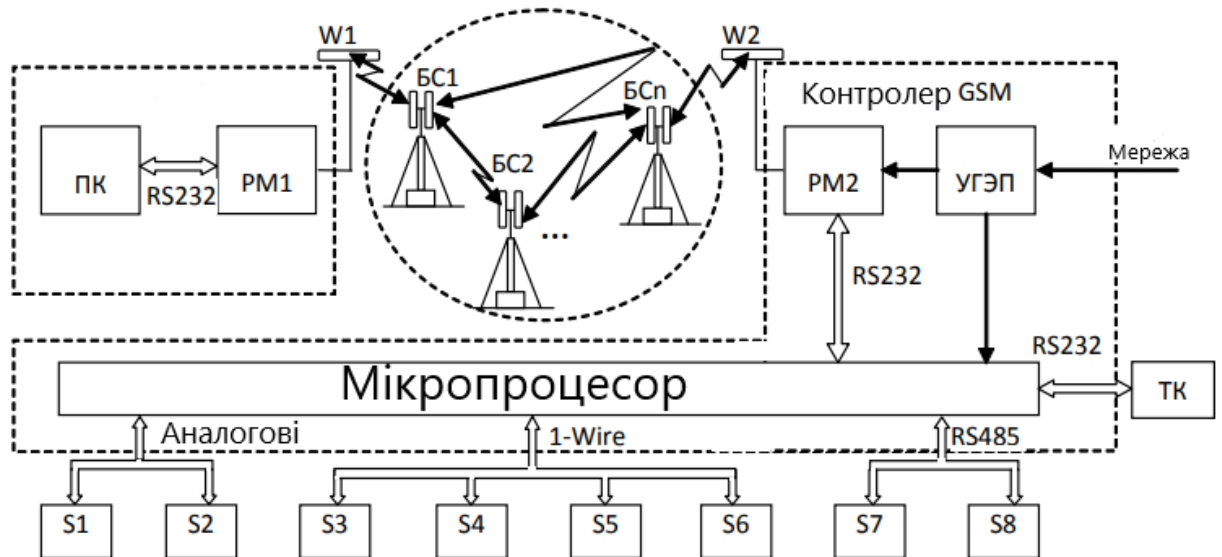 W1
W2
БС1
БСn
Контролер GSM
ПК
RS232
РМ1
БС2
...
РМ2
УГЭП
Мережа
RS232
RS232
Мікропроцесор
ТК
Аналогові
1-Wire
RS485
S1
S2
S3
S4
S5
S6
S7
S8